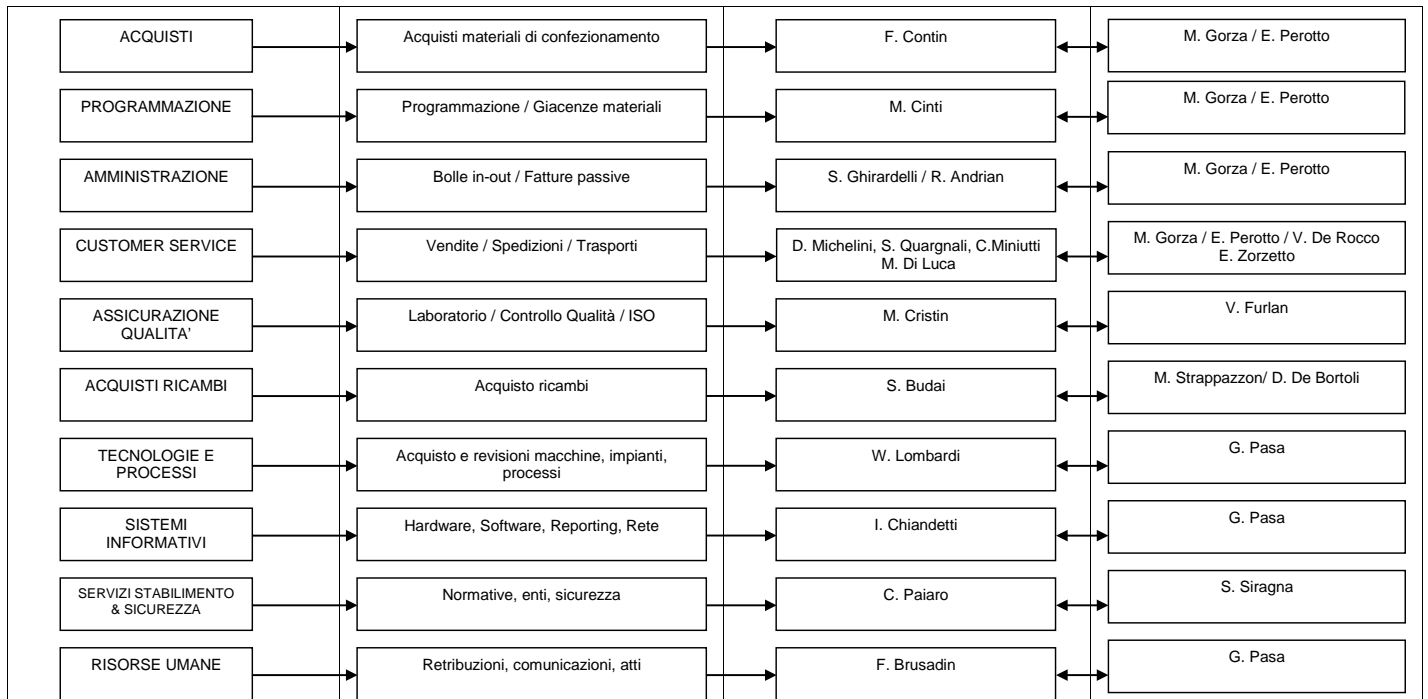 ACQUISTI
Acquisti materiali di confezionamento
F. Contin
M. Gorza / E. Perotto
PROGRAMMAZIONE
Programmazione / Giacenze materiali
M. Cinti
M. Gorza / E. Perotto
AMMINISTRAZIONE
Bolle in-out / Fatture passive
S. Ghirardelli / R. Andrian
M. Gorza / E. Perotto
CUSTOMER SERVICE
Vendite / Spedizioni / Trasporti
D. Michelini, S. Quargnali, C.Miniutti
M. Di Luca
M. Gorza / E. Perotto / V. De Rocco
E. Zorzetto
ASSICURAZIONE
QUALITA'
Laboratorio / Controllo Qualità / ISO
M. Cristin
V. Furlan
ACQUISTI RICAMBI
Acquisto ricambi
S. Budai
M. Strappazzon/ D. De Bortoli
TECNOLOGIE E
PROCESSI
Acquisto e revisioni macchine, impianti,
processi
W. Lombardi
G. Pasa
SISTEMI
INFORMATIVI
Hardware, Software, Reporting, Rete
I. Chiandetti
G. Pasa
SERVIZI STABILIMENTO
& SICUREZZA
Normative, enti, sicurezza
C. Paiaro
S. Siragna
RISORSE UMANE
Retribuzioni, comunicazioni, atti
F. Brusadin
G. Pasa